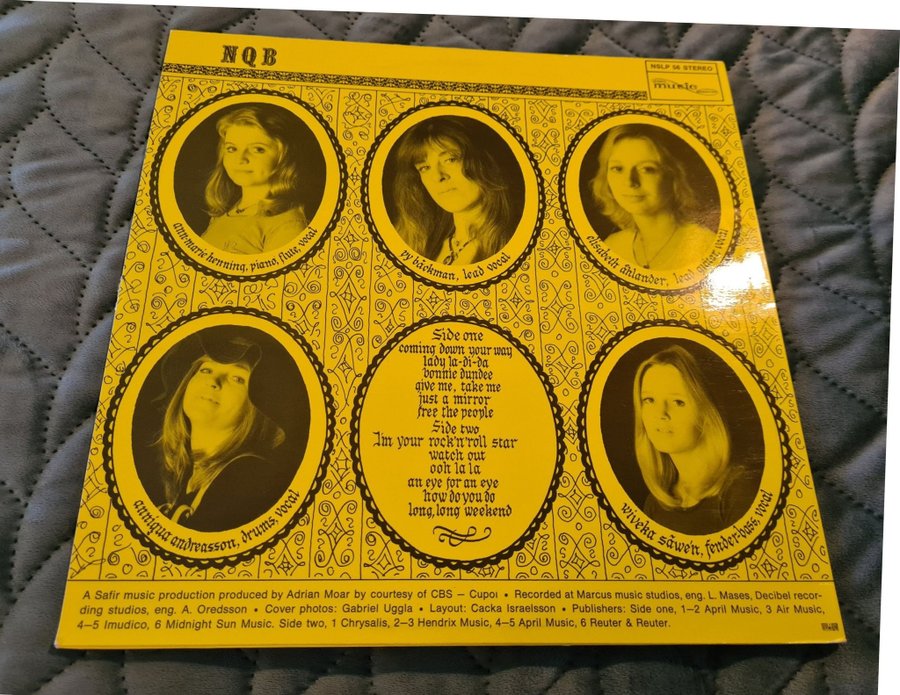 NQB
NSLP 56 STEREO
music
ann-marie henning, piano, flute, vocal
py bäckman, lead vocal
elisabeth åhlander, lead
anniqua andreasson, drums, vocal
Side one
coming down your way
lady la-di-da
bonnie dundee
give me, take me
just a mirror
free the people
Side two
I'm your rock'n'roll star
watch out
ooh la la
an eye for an eye
how do you do
long, long weekend
wiveka säwe'n, fender-bass, vocal
A Safir music production produced by Adrian Moar by courtesy of CBS – Cupol • Recorded at Marcus music studios, eng. L. Mases, Decibel recor-
ding studios, eng. A. Oredsson • Cover photos: Gabriel Uggla • Layout: Cacka Israelsson • Publishers: Side one, 1–2 April Music, 3 Air Music,
4–5 Imudico, 6 Midnight Sun Music. Side two, 1 Chrysalis, 2–3 Hendrix Music, 4–5 April Music, 6 Reuter & Reuter.